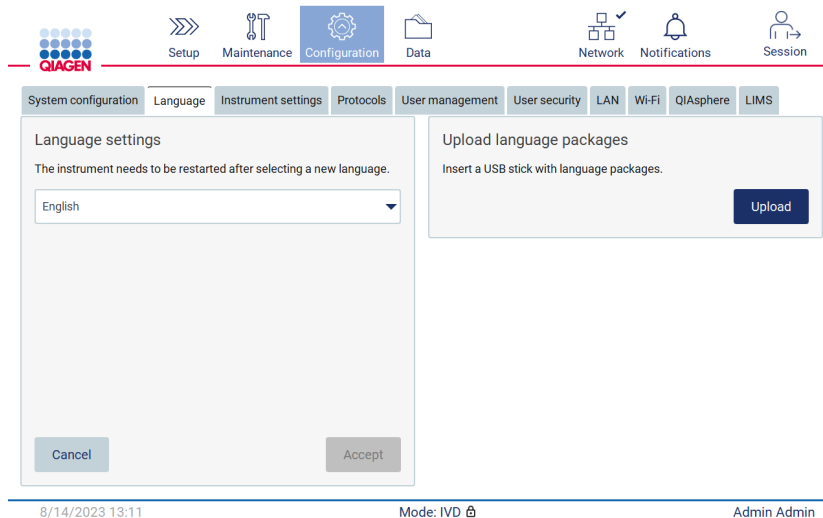 QIAGEN
Setup
Maintenance
Configuration
Data
Network
Notifications
Session
System configuration
Language
Instrument settings
Protocols
User management
User security
LAN
Wi-Fi
QIAsphere
LIMS
Language settings
The instrument needs to be restarted after selecting a new language.
English
Cancel
Accept
Upload language packages
Insert a USB stick with language packages.
Upload
8/14/2023 13:11
Mode: IVD
Admin Admin